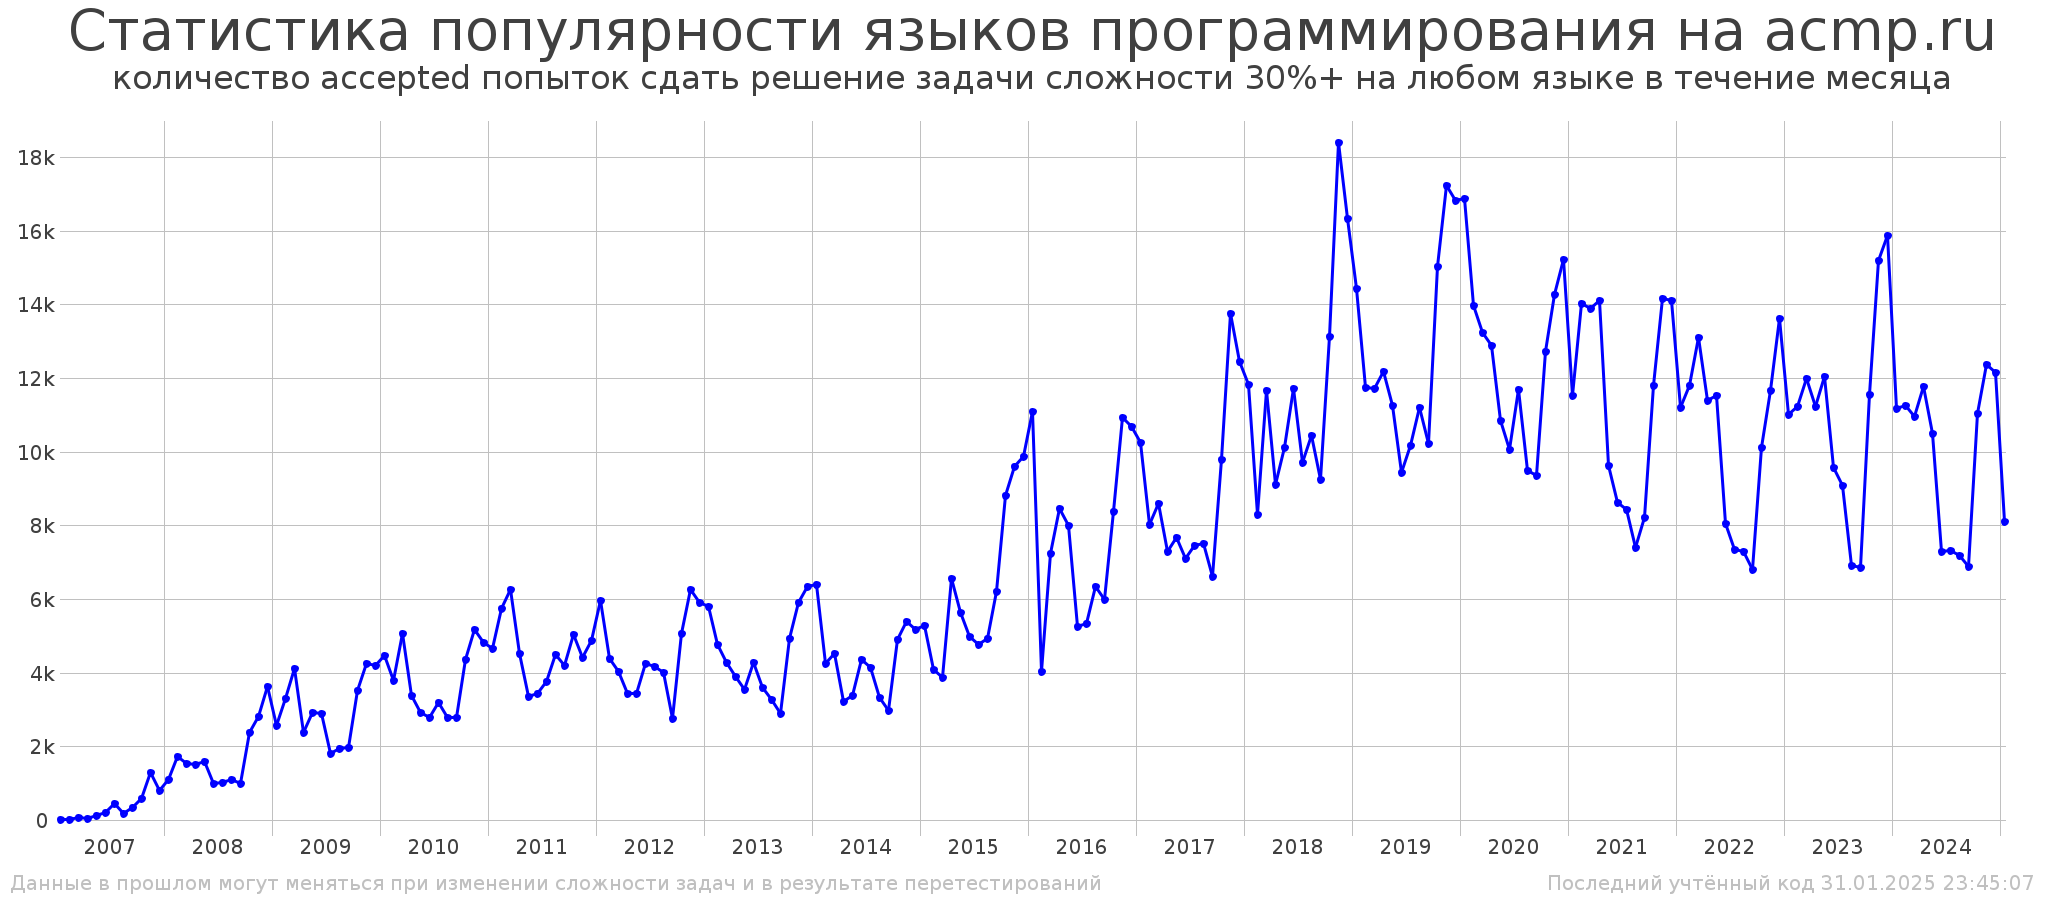 Статистика популярности языков программирования на acmp.ru
количество accepted попыток сдать решение задачи сложности 30%+ на любом языке в течение месяца
18k
16k
14k
12k
10k
8k
6k
4k
2k
0
2007 2008 2009 2010 2011 2012 2013 2014 2015 2016 2017 2018 2019 2020 2021 2022 2023 2024
Данные в прошлом могут меняться при изменении сложности задач и в результате перетестирований
Последний учтённый код 31.01.2025 23:45:07